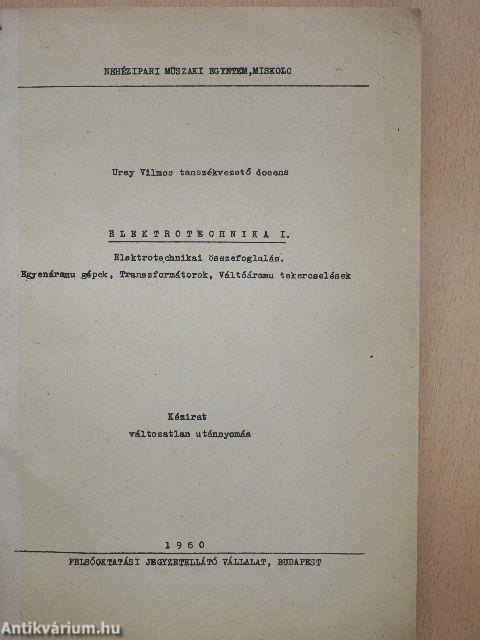 NEHÉZIPARI MŰSZAKI EGYETEM,MISKOLC
Uray Vilmos tanszékvezető docens
ELEKTROTECHNIKA I.
Elektrotechnikai összefoglalás.
Egyenáramu gépek, Transzformátorok, Váltóáramu tekercselések
Kézirat
változatlan utánnyomás
1960
FELSŐOKTATÁSI JEGYZETELLÁTÓ VÁLLALAT, BUDAPEST
Antikvárium.hu